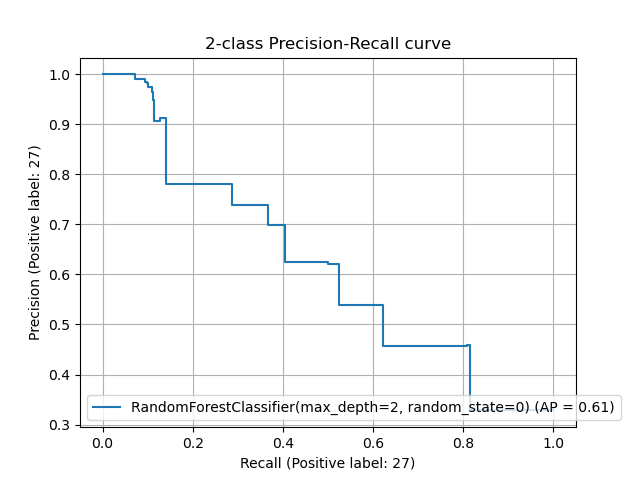 2-class Precision-Recall curve
1.0
0.9
0.8
0.7
0.6
0.5
0.4
0.3
Precision (Positive label: 27)
RandomForestClassifier(max_depth=2, random_state=0) (AP = 0.61)
0.0 0.2 0.4 0.6 0.8 1.0
Recall (Positive label: 27)